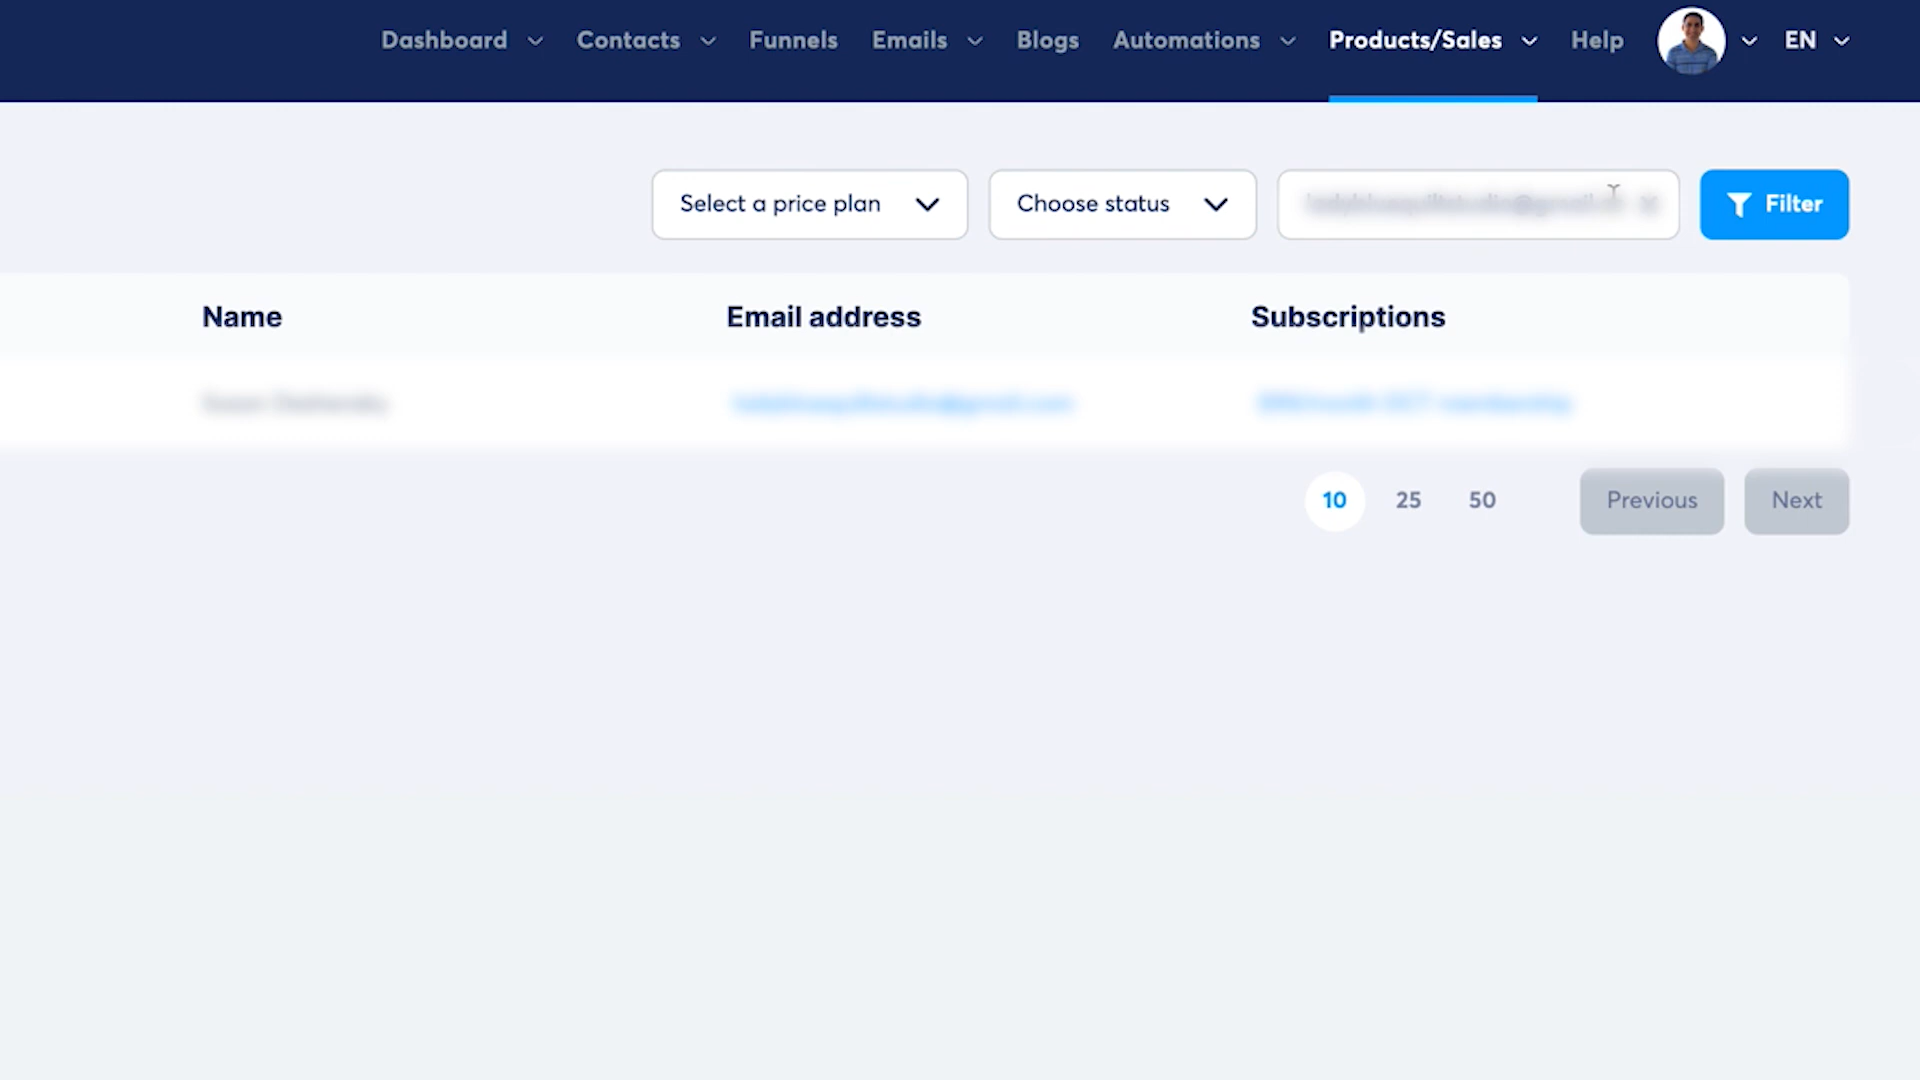 Dashboard Contacts Funnels Emails Blogs Automations Products/Sales Help EN
Select a price plan Choose status Filter
Name Email address Subscriptions
10 25 50 Previous Next